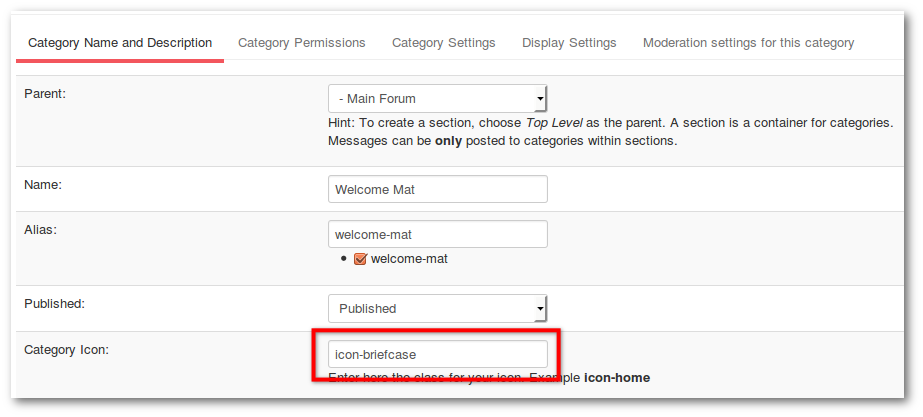 Category Name and Description Category Permissions Category Settings Display Settings Moderation settings for this category
Parent: - Main Forum
Hint: To create a section, choose Top Level as the parent. A section is a container for categories.
Messages can be only posted to categories within sections.
Name: Welcome Mat
Alias: welcome-mat
welcome-mat
Published: Published
Category Icon: icon-briefcase
Enter here the class for your icon. Example icon-home